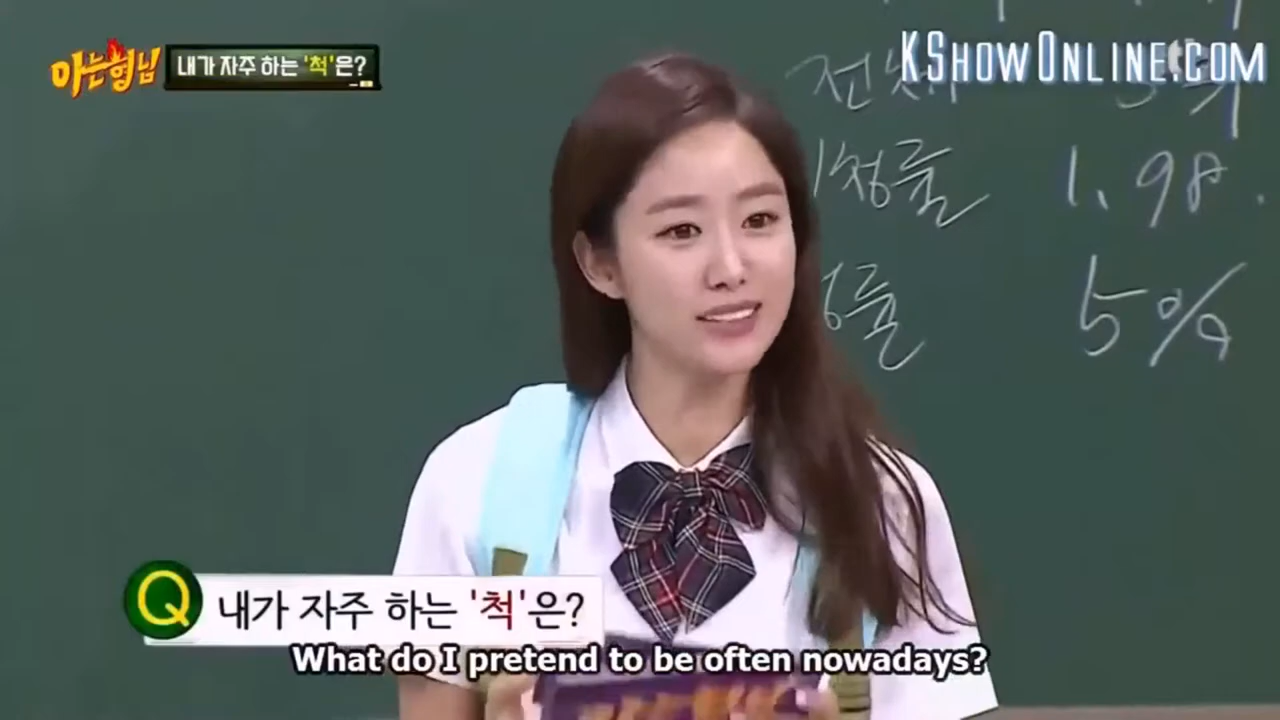 아는형님
내가 자주 하는 '척'은?
KSHOWONLINE.COM
1.98
5%
Q 내가 자주 하는 '척'은?
What do I pretend to be often nowadays?